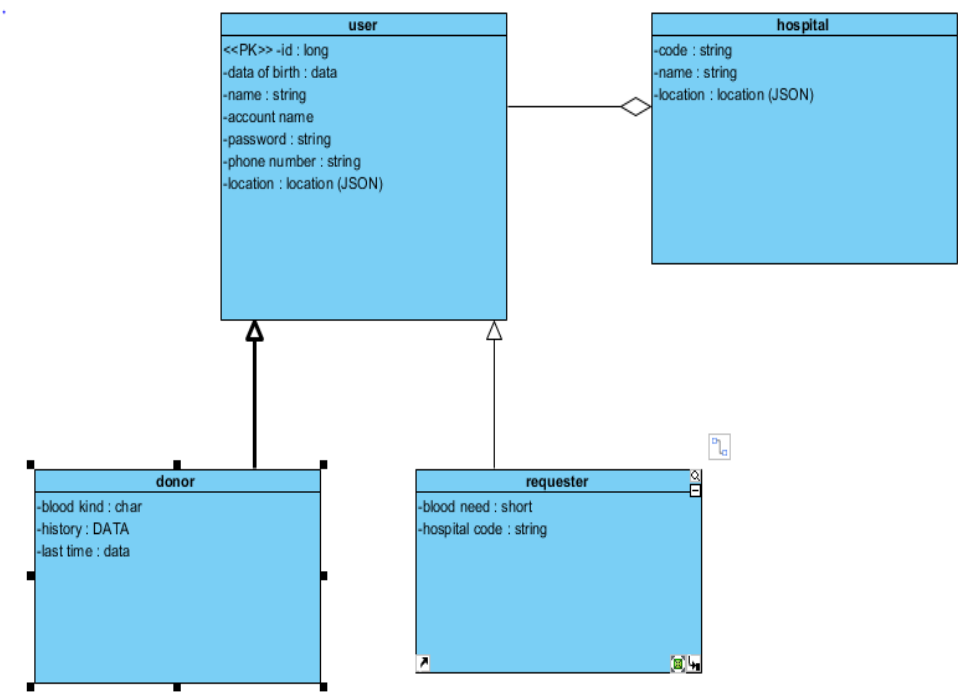 user
<<PK>> -id : long
-data of birth : data
-name : string
-account name
-password : string
-phone number : string
-location : location (JSON)
hospital
-code : string
-name : string
-location : location (JSON)
donor
-blood kind : char
-history : DATA
-last time : data
requester
-blood need : short
-hospital code : string